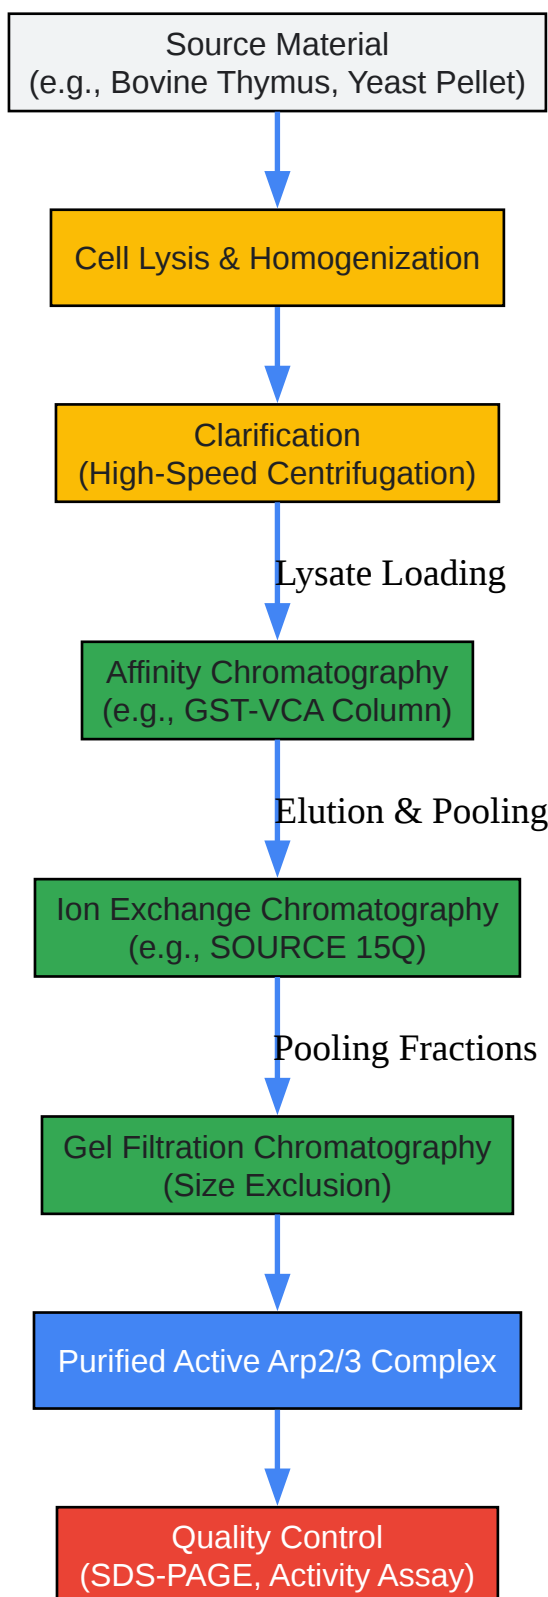 Source Material
(e.g., Bovine Thymus, Yeast Pellet)
Cell Lysis & Homogenization
Clarification
(High-Speed Centrifugation)
Lysate Loading
Affinity Chromatography
(e.g., GST-VCA Column)
Elution & Pooling
Ion Exchange Chromatography
(e.g., SOURCE 15Q)
Pooling Fractions
Gel Filtration Chromatography
(Size Exclusion)
Purified Active Arp2/3 Complex
Quality Control
(SDS-PAGE, Activity Assay)